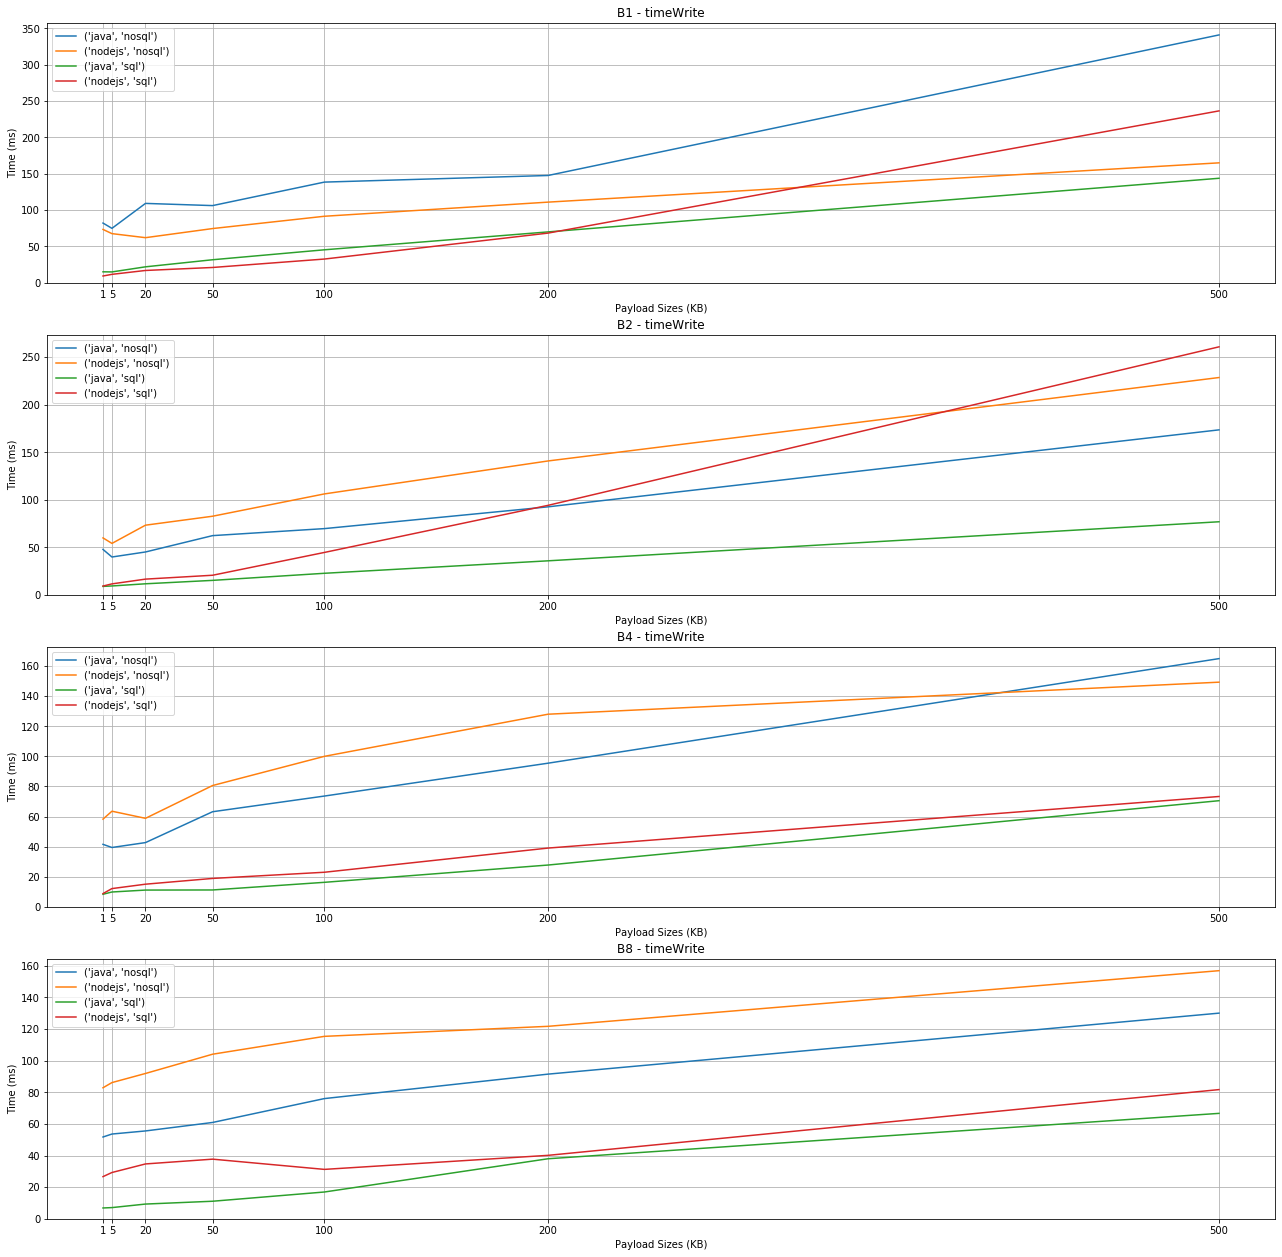 B1 - timeWrite
350
300
250
200
150
100
50
0
Time (ms)
('java', 'nosql')
('nodejs', 'nosql')
('java', 'sql')
('nodejs', 'sql')
1 5 20 50 100 200 500
Payload Sizes (KB)
B2 - timeWrite
250
200
150
100
50
0
Time (ms)
('java', 'nosql')
('nodejs', 'nosql')
('java', 'sql')
('nodejs', 'sql')
1 5 20 50 100 200 500
Payload Sizes (KB)
B4 - timeWrite
160
140
120
100
80
60
40
20
0
Time (ms)
('java', 'nosql')
('nodejs', 'nosql')
('java', 'sql')
('nodejs', 'sql')
1 5 20 50 100 200 500
Payload Sizes (KB)
B8 - timeWrite
160
140
120
100
80
60
40
20
0
Time (ms)
('java', 'nosql')
('nodejs', 'nosql')
('java', 'sql')
('nodejs', 'sql')
1 5 20 50 100 200 500
Payload Sizes (KB)